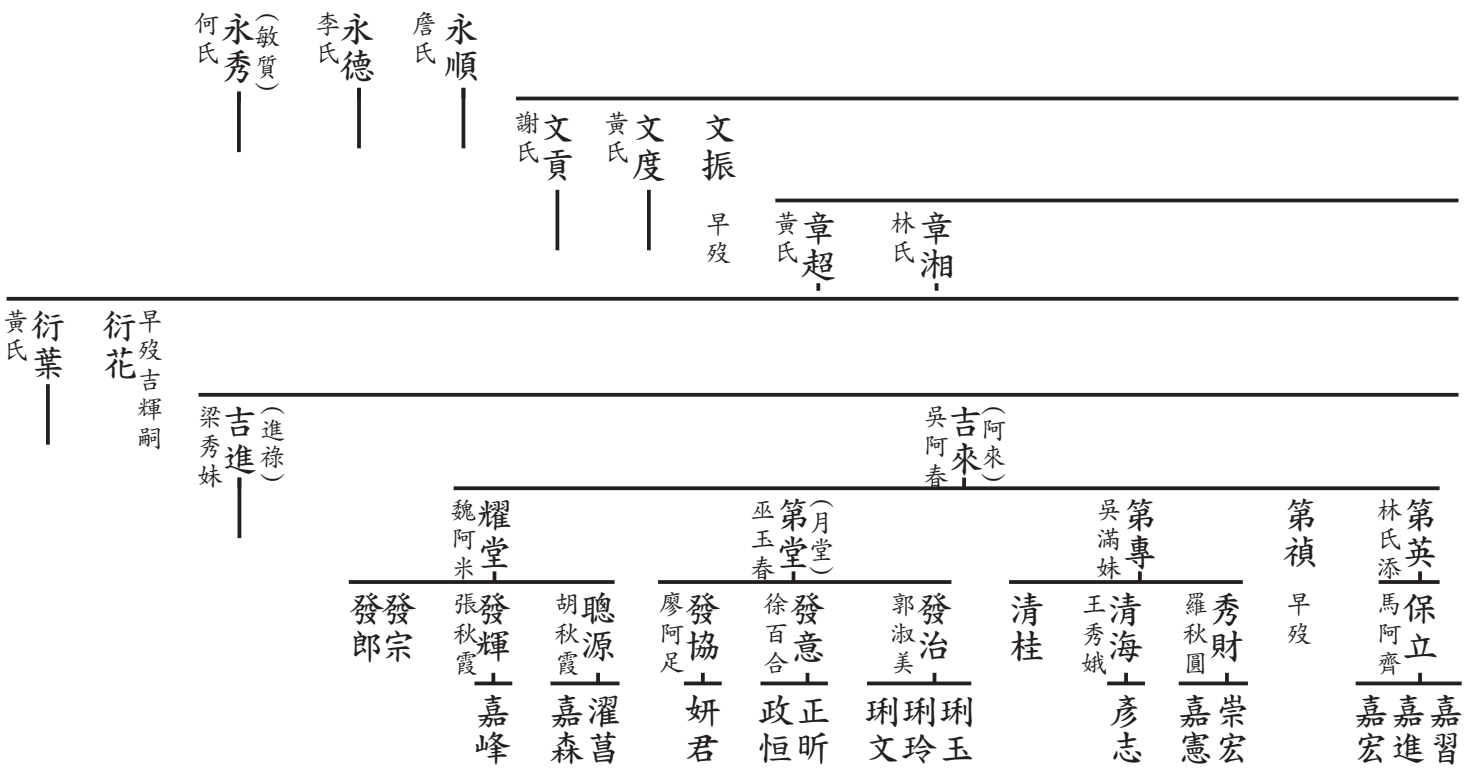 永順
詹氏
永德
李氏
(敏質)
永秀
何氏
文振
早歿
文度
黃氏
文貢
謝氏
章湘
林氏
章超
黃氏
早歿吉輝嗣
衍花
衍葉
黃氏
(阿來)
吉來
吳阿春
(進祿)
吉進
梁秀妹
第英
林氏添
第禎
早歿
第專
吳滿妹
(月堂)
第堂
巫玉春
耀堂
魏阿米
保立
馬阿齊
秀財
羅秋圓
清海
王秀娥
清桂
發治
郭淑美
發意
徐百合
發協
廖阿足
聰源
胡秋霞
發輝
張秋霞
發宗
發郎
嘉習
嘉進
嘉宏
崇宏
嘉憲
彥志
琍玉
琍玲
琍文
正昕
政恒
妍君
濯菖
嘉森
嘉峰